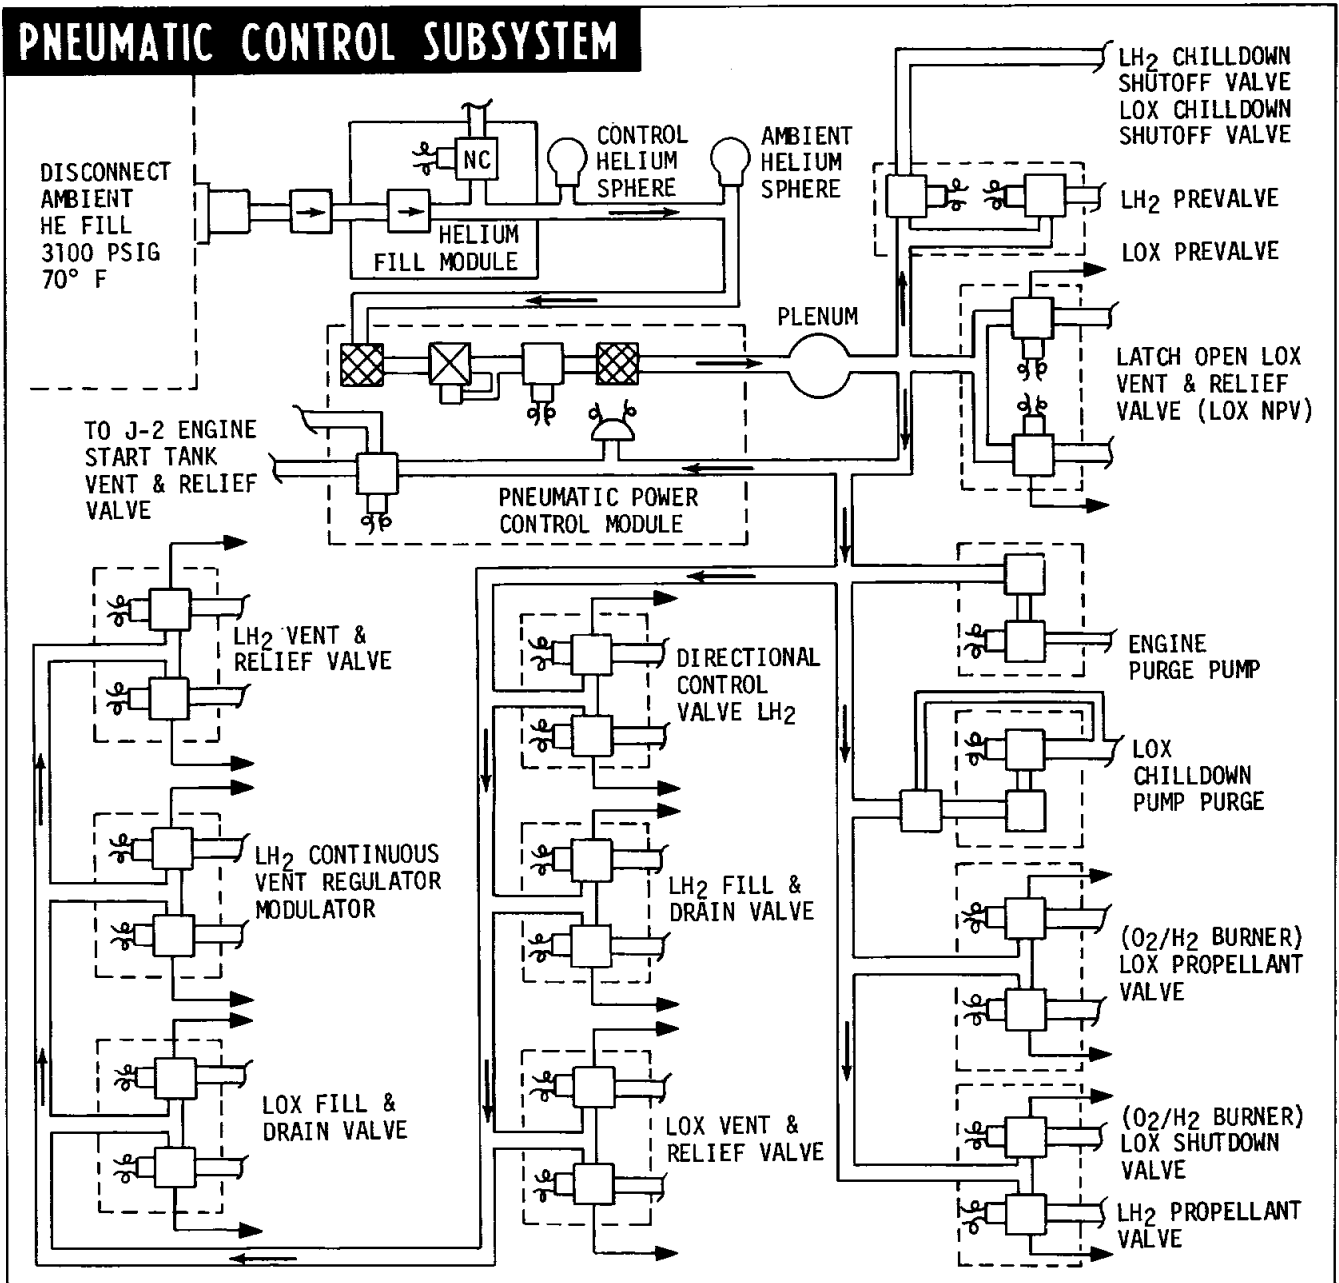 PNEUMATIC CONTROL SUBSYSTEM
LH2 CHILLDOWN
SHUTOFF VALVE
LOX CHILLDOWN
SHUTOFF VALVE
DISCONNECT
AMBIENT
HE FILL
3100 PSIG
70° F
NC
HELIUM
FILL MODULE
CONTROL
HELIUM
SPHERE
AMBIENT
HELIUM
SPHERE
LH2 PREVALVE
LOX PREVALVE
PLENUM
LATCH OPEN LOX
VENT & RELIEF
VALVE (LOX NPV)
TO J-2 ENGINE
START TANK
VENT & RELIEF
VALVE
PNEUMATIC POWER
CONTROL MODULE
LH2 VENT &
RELIEF VALVE
DIRECTIONAL
CONTROL
VALVE LH2
ENGINE
PURGE PUMP
LOX
CHILLDOWN
PUMP PURGE
LH2 CONTINUOUS
VENT REGULATOR
MODULATOR
LH2 FILL &
DRAIN VALVE
(O2/H2 BURNER)
LOX PROPELLANT
VALVE
LOX FILL &
DRAIN VALVE
LOX VENT &
RELIEF VALVE
(O2/H2 BURNER)
LOX SHUTDOWN
VALVE
LH2 PROPELLANT
VALVE